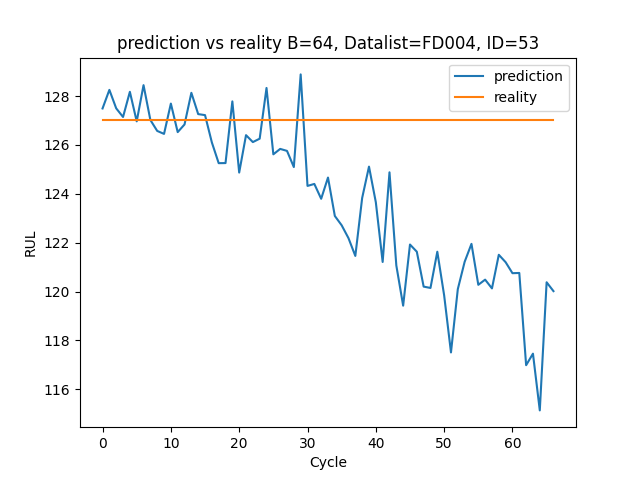 prediction vs reality B=64, Datalist=FD004, ID=53
prediction
reality
128
126
124
122
120
118
116
RUL
0 10 20 30 40 50 60
Cycle